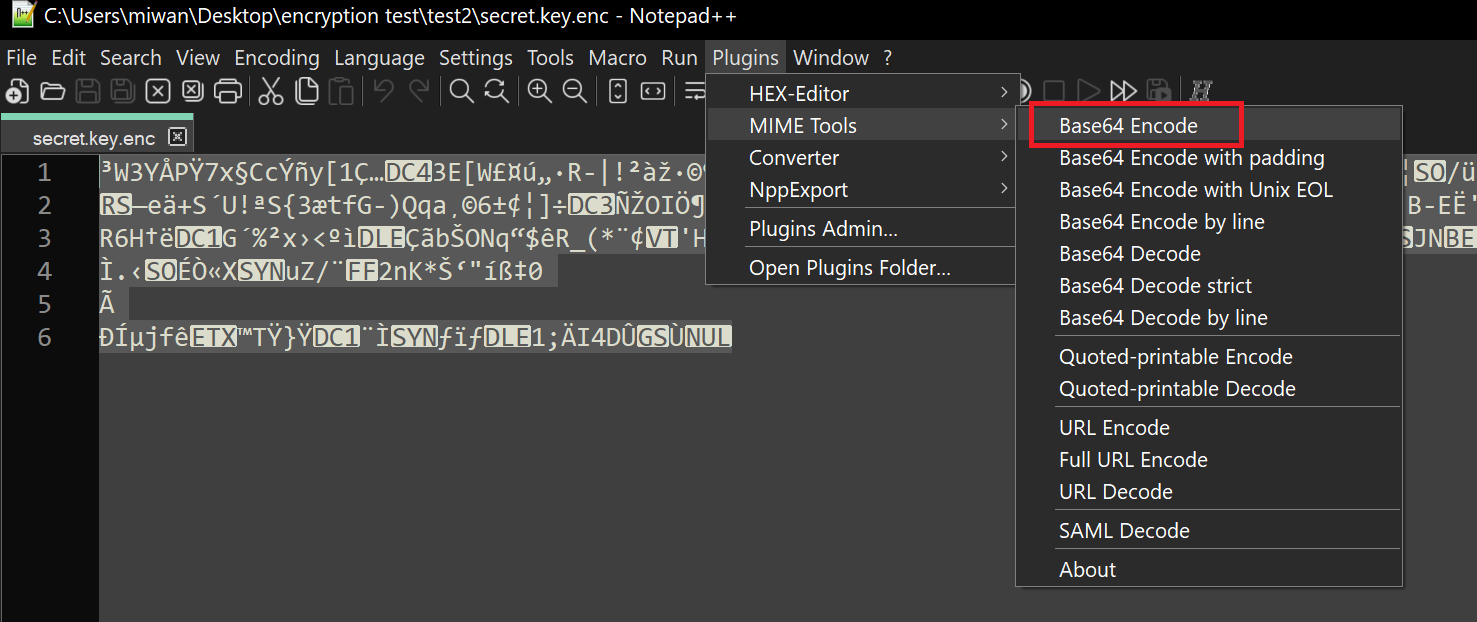 C:\Users\miwan\Desktop\encryption test\test2\secret.key.enc - Notepad++
File Edit Search View Encoding Language Settings Tools Macro Run Plugins Window ?
secret.key.enc
1 ³W3YÅPŸ7x§CcÝñy[1Ç…DC43E[W£¤ú„·R-|!²àž·©
¦SO/ü
2 RS—eä+S´U!ªS{3ætfG-)Qqa¸©6±¢¦]÷DC3ÑŽOIÖ¶
B-EË'
3 R6H†ëDC1G´%²x›<ºìDLEÇãbŠONq“$êR_(*¨¢VT'H
SJNBE
4 Ì.‹SOÉÒ«XSYNuZ/¨FF2nK*Š‘"íß‡0
5 Ã
6 ÐÍµjfêETX™TŸ}ŸDC1¨ÌSYNƒïƒDLE1;ÄI4DÛGSÙNUL
HEX-Editor
MIME Tools
Converter
NppExport
Plugins Admin...
Open Plugins Folder...
Base64 Encode
Base64 Encode with padding
Base64 Encode with Unix EOL
Base64 Encode by line
Base64 Decode
Base64 Decode strict
Base64 Decode by line
Quoted-printable Encode
Quoted-printable Decode
URL Encode
Full URL Encode
URL Decode
SAML Decode
About